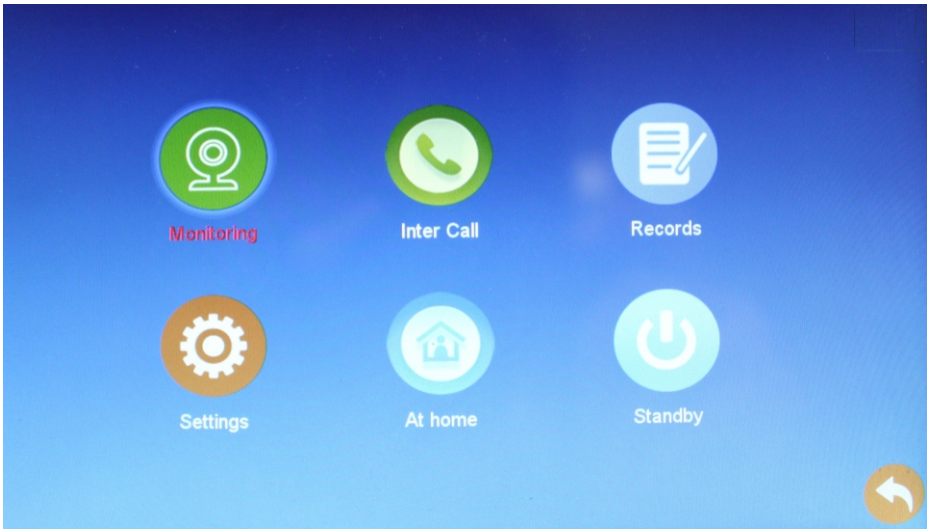 Monitoring
Inter Call
Records
Settings
At home
Standby